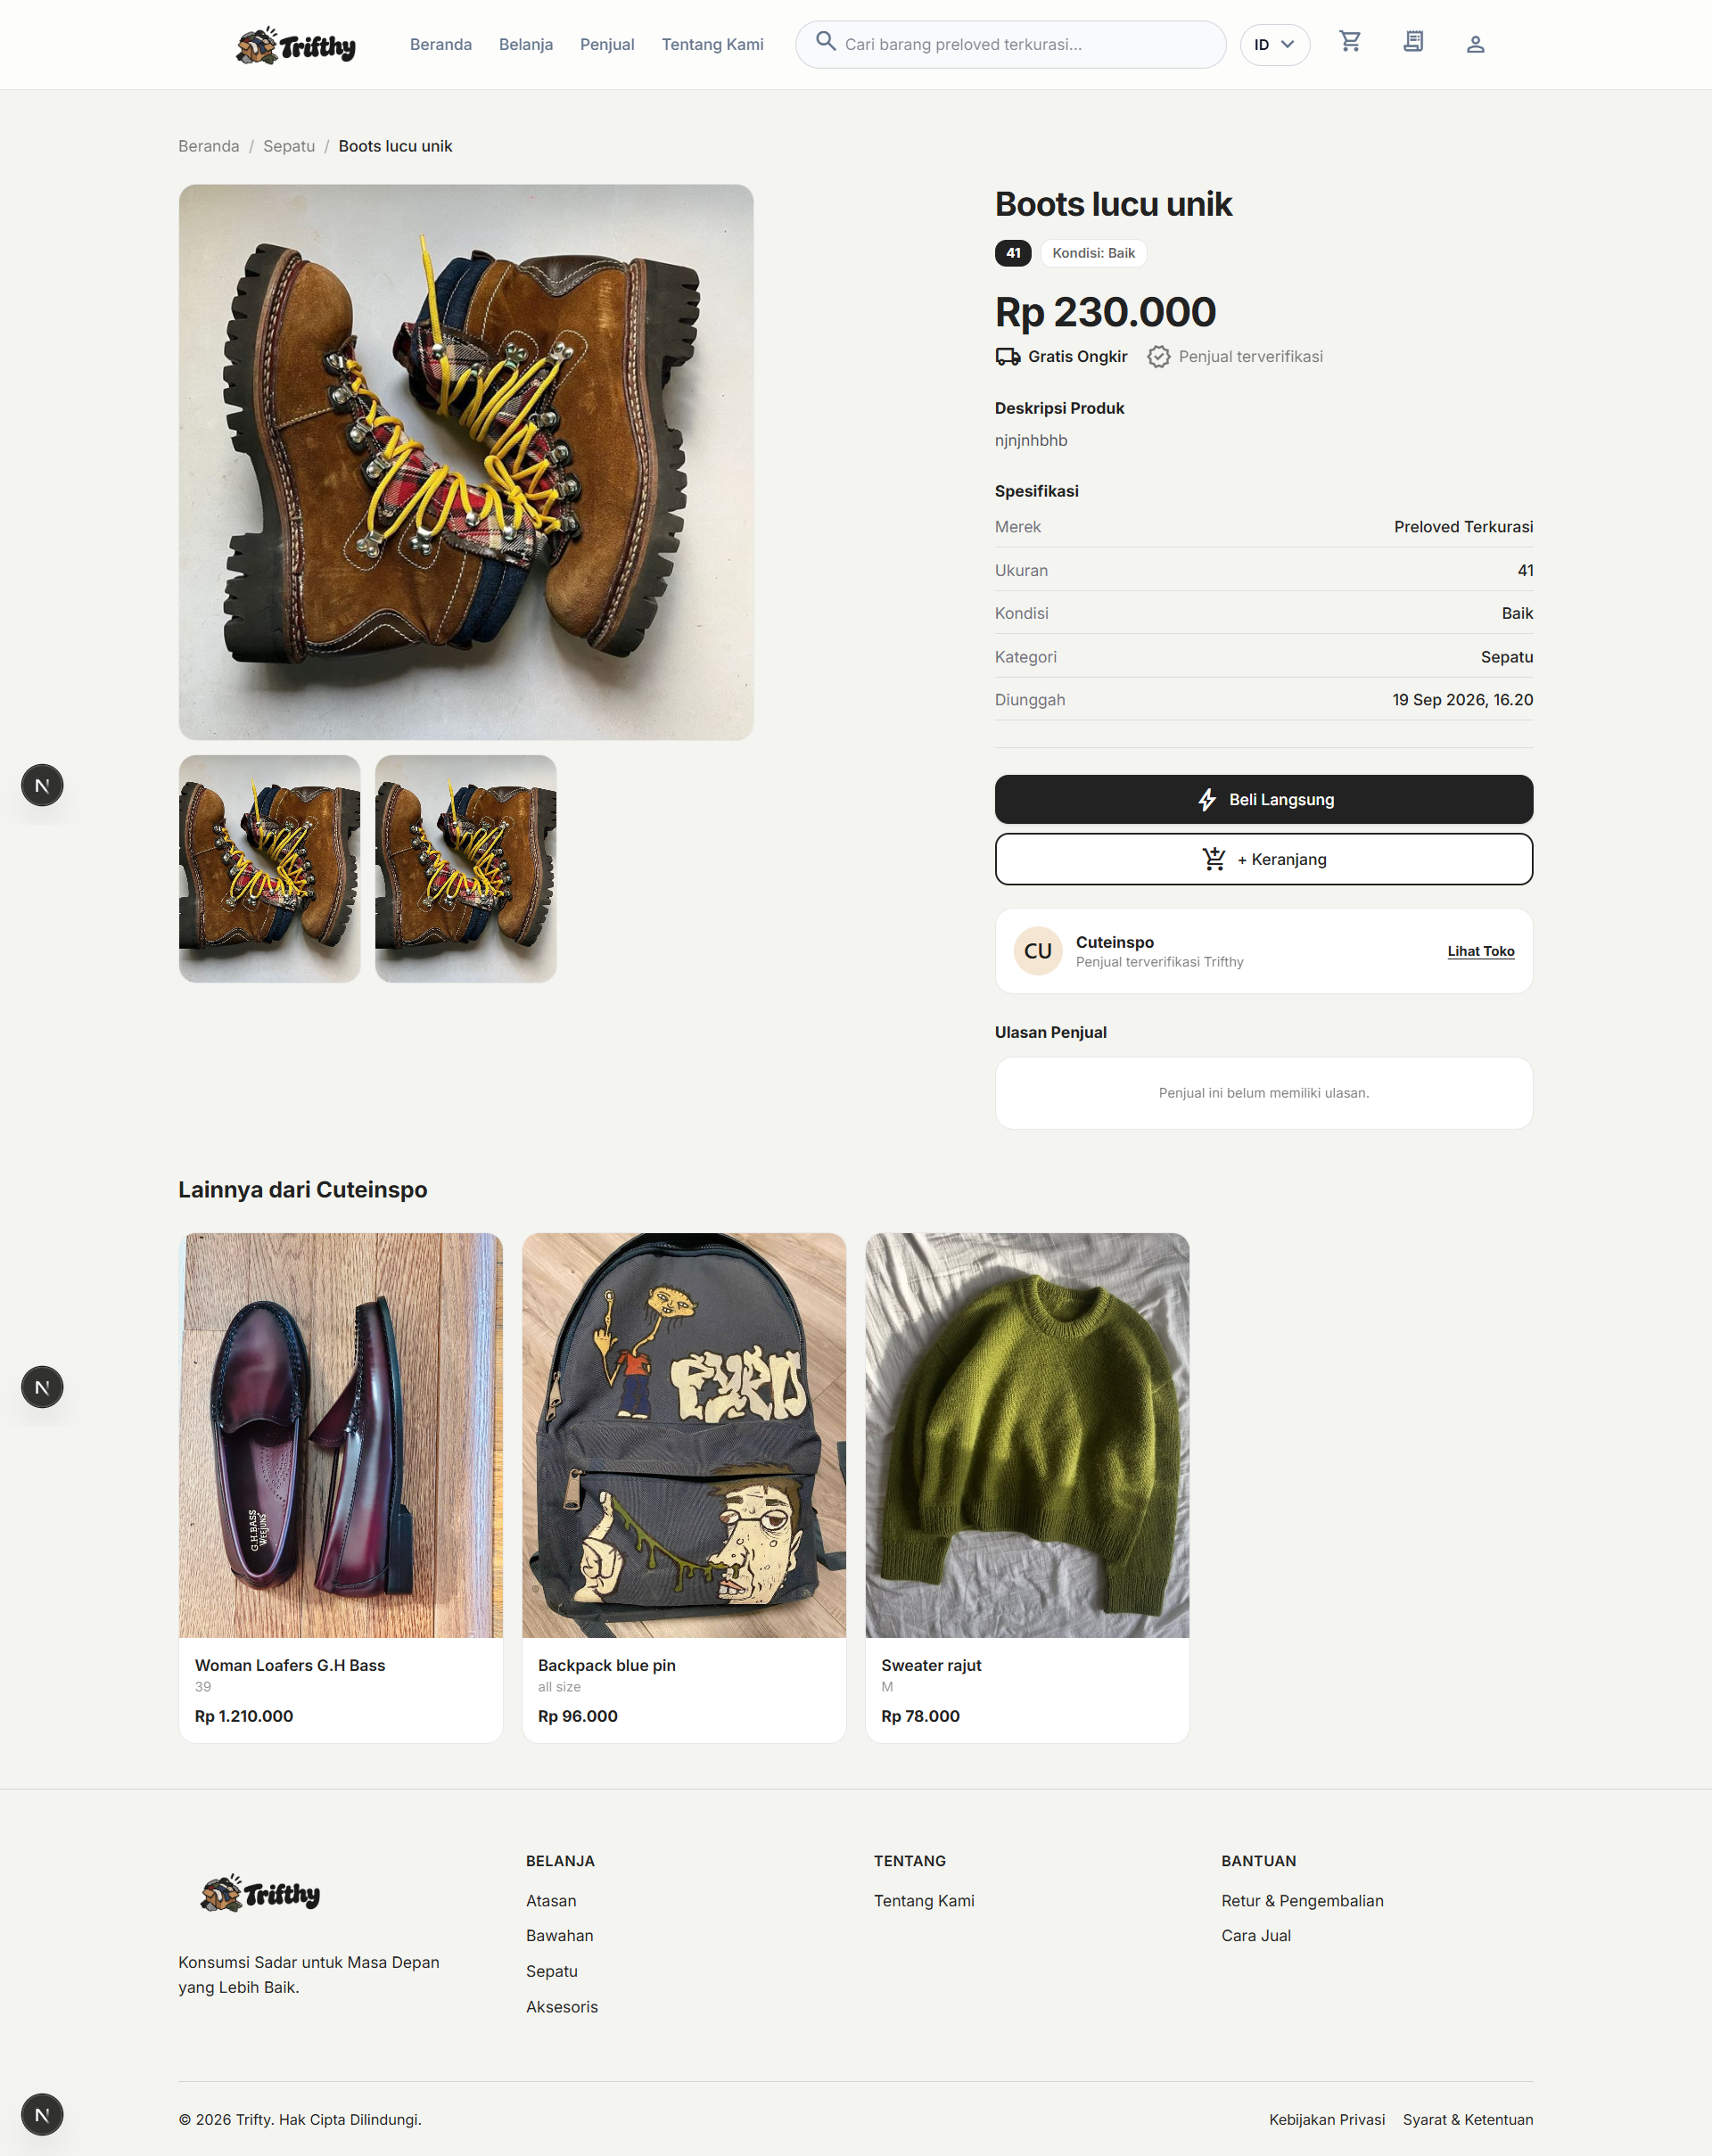 Trifthy
Beranda
Belanja
Penjual
Tentang Kami
Cari barang preloved terkurasi...
ID
Beranda / Sepatu / Boots lucu unik
Boots lucu unik
41
Kondisi: Baik
Rp 230.000
Gratis Ongkir
Penjual terverifikasi
Deskripsi Produk
njnjnhbhb
Spesifikasi
Merek Preloved Terkurasi
Ukuran 41
Kondisi Baik
Kategori Sepatu
Diunggah 19 Sep 2026, 16.20
N
Beli Langsung
+ Keranjang
CU
Cuteinspo
Penjual terverifikasi Trifthy
Lihat Toko
Ulasan Penjual
Penjual ini belum memiliki ulasan.
Lainnya dari Cuteinspo
N
G.H.BASS
WEEJUNS
FYRD
Woman Loafers G.H Bass
39
Rp 1.210.000
Backpack blue pin
all size
Rp 96.000
Sweater rajut
M
Rp 78.000
Trifthy
Konsumsi Sadar untuk Masa Depan
yang Lebih Baik.
BELANJA
Atasan
Bawahan
Sepatu
Aksesoris
TENTANG
Tentang Kami
BANTUAN
Retur & Pengembalian
Cara Jual
N
© 2026 Trifty. Hak Cipta Dilindungi.
Kebijakan Privasi
Syarat & Ketentuan